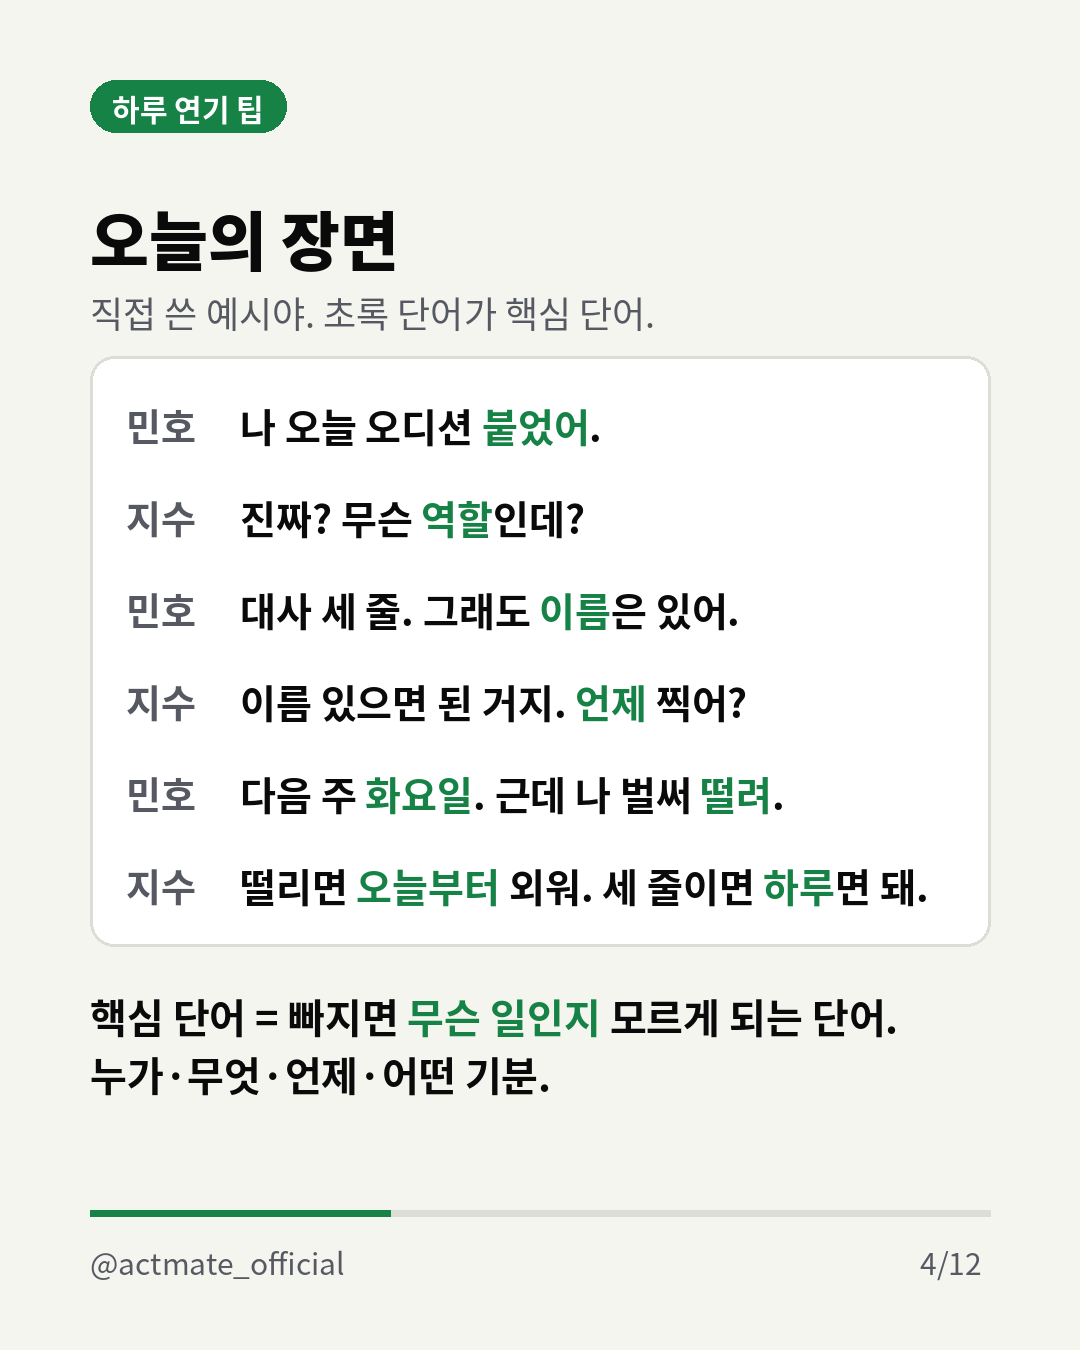 하루 연기 팁
오늘의 장면
직접 쓴 예시야. 초록 단어가 핵심 단어.
민호 나 오늘 오디션 붙었어.
지수 진짜? 무슨 역할인데?
민호 대사 세 줄. 그래도 이름은 있어.
지수 이름 있으면 된 거지. 언제 찍어?
민호 다음 주 화요일. 근데 나 벌써 떨려.
지수 떨리면 오늘부터 외워. 세 줄이면 하루면 돼.
핵심 단어 = 빠지면 무슨 일인지 모르게 되는 단어.
누가·무엇·언제·어떤 기분.
@actmate_official 4/12